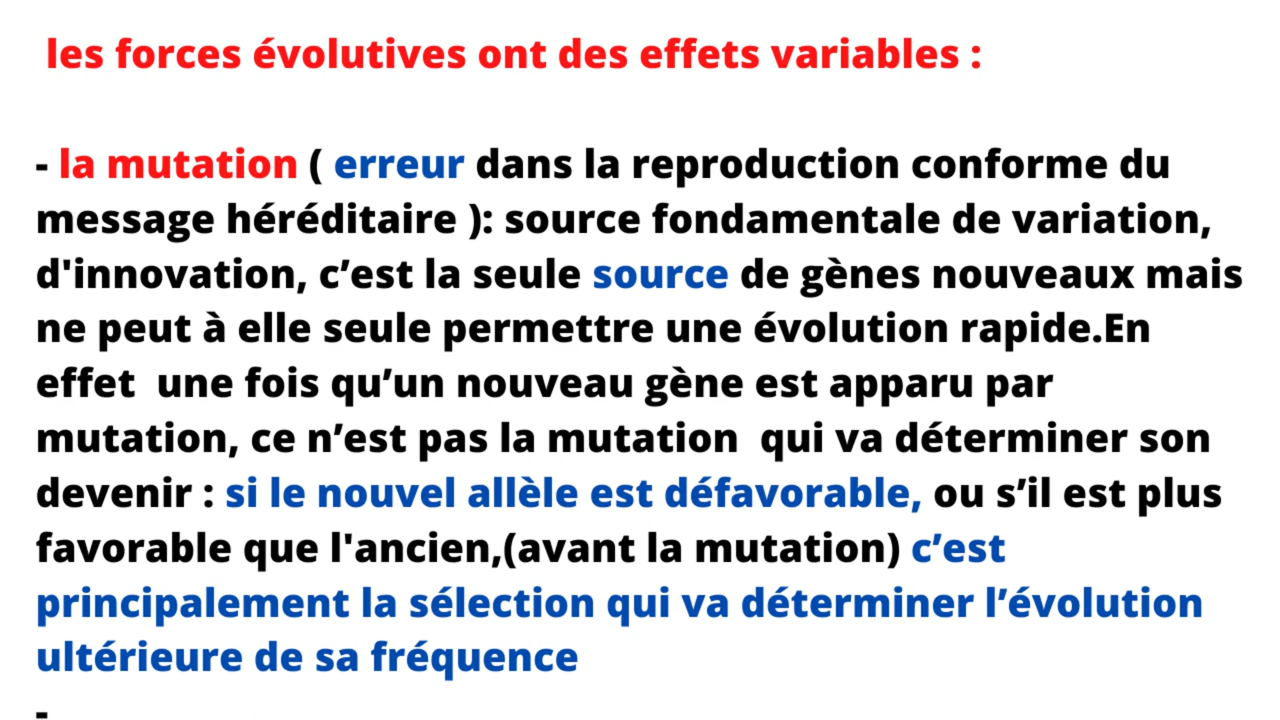 les forces évolutives ont des effets variables :
- la mutation ( erreur dans la reproduction conforme du
message héréditaire ): source fondamentale de variation,
d'innovation, c’est la seule source de gènes nouveaux mais
ne peut à elle seule permettre une évolution rapide.En
effet  une fois qu’un nouveau gène est apparu par
mutation, ce n’est pas la mutation  qui va déterminer son
devenir : si le nouvel allèle est défavorable, ou s’il est plus
favorable que l'ancien,(avant la mutation) c’est
principalement la sélection qui va déterminer l’évolution
ultérieure de sa fréquence
-